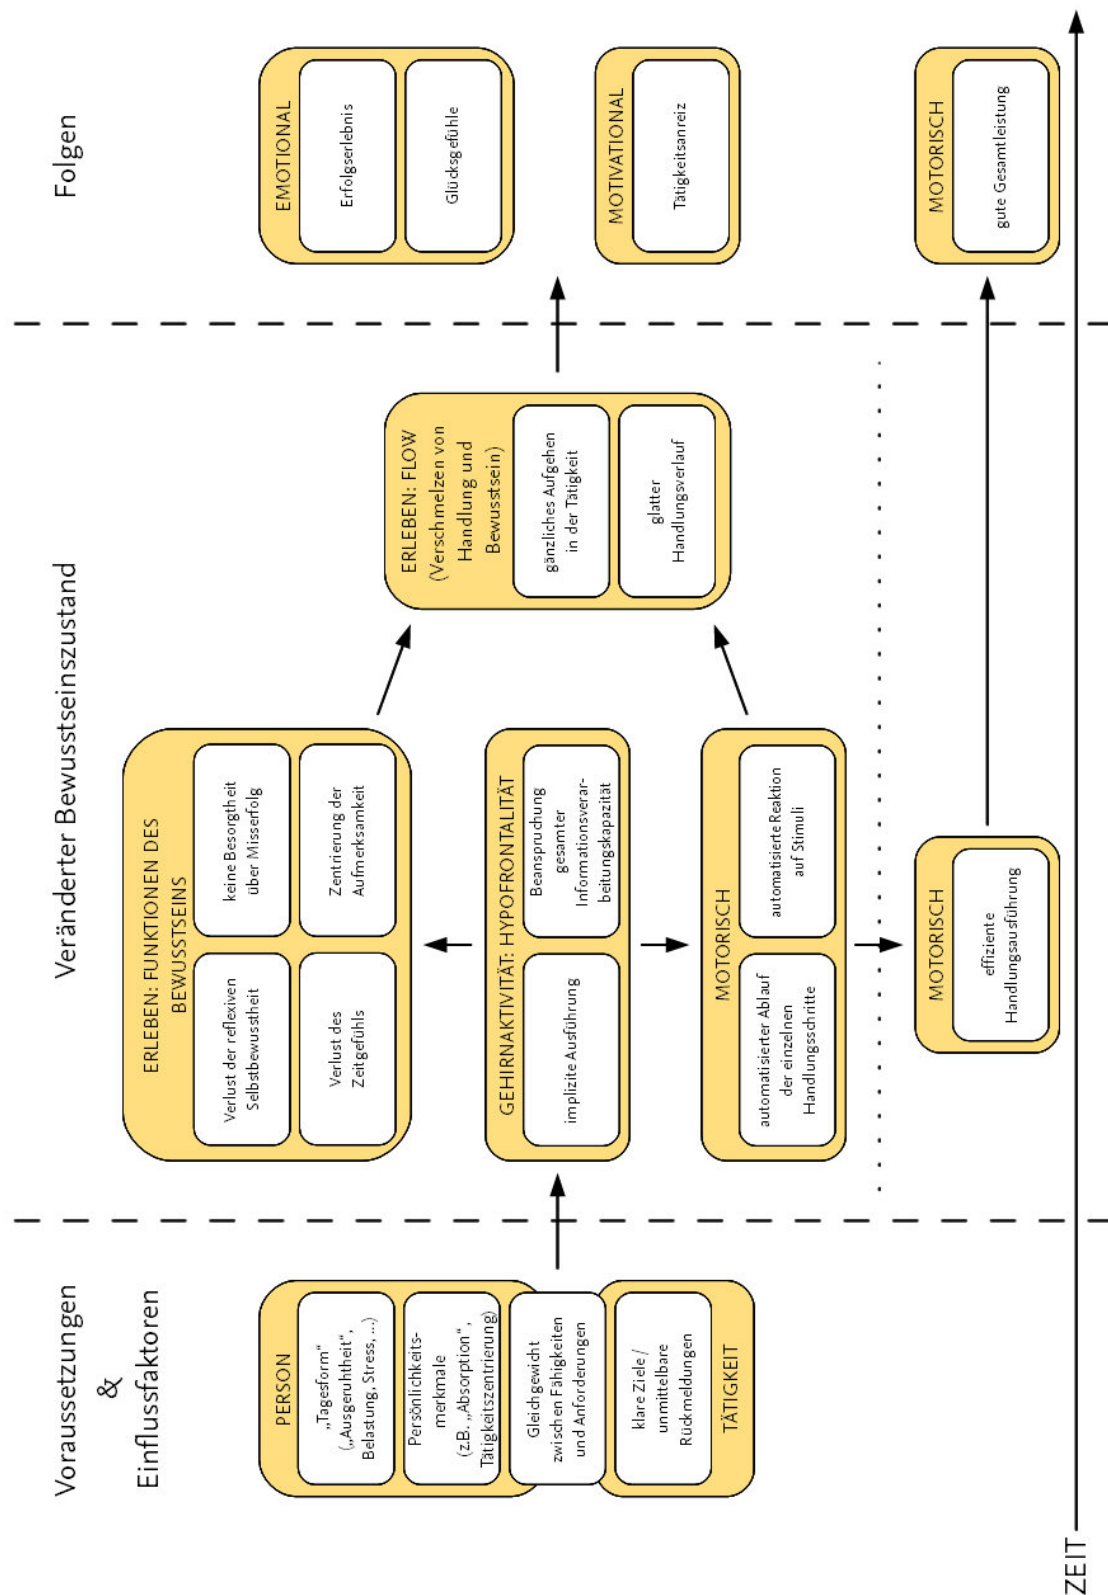 Voraussetzungen
&
Einflussfaktoren
PERSON
„Tagesform“
(„Ausgeruhtheit“,
Belastung, Stress, ...)
Persönlichkeits-
merkmale
(z.B. „Absorption“,
Tätigkeitszentrierung)
Gleichgewicht
zwischen Fähigkeiten
und Anforderungen
klare Ziele /
unmittelbare
Rückmeldungen
TÄTIGKEIT
Veränderter Bewusstseinszustand
ERLEBEN: FUNKTIONEN DES
BEWUSSTSEINS
Verlust der reflexiven
Selbstbewusstheit
keine Besorgtheit
über Misserfolg
Verlust des
Zeitgefühls
Zentrierung der
Aufmerksamkeit
GEHIRNAKTIVITÄT: HYPOFRONTALITÄT
implizite Ausführung
Beanspruchung
gesamter
Informationsverar-
beitungskapazität
MOTORISCH
automatisierter Ablauf
der einzelnen
Handlungsschritte
automatisierte Reaktion
auf Stimuli
MOTORISCH
effiziente
Handlungsausführung
ERLEBEN: FLOW
(Verschmelzen von
Handlung und
Bewusstsein)
gänzliches Aufgehen
in der Tätigkeit
glatter
Handlungsverlauf
Folgen
EMOTIONAL
Erfolgserlebnis
Glücksgefühle
MOTIVATIONAL
Tätigkeitsanreiz
MOTORISCH
gute Gesamtleistung
ZEIT